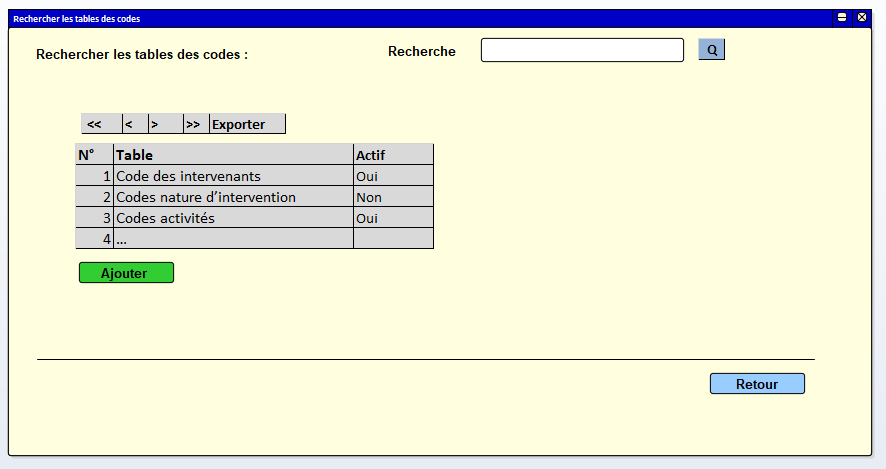 Rechercher les tables des codes
Rechercher les tables des codes : Recherche Q
<< < > >> Exporter
N° Table Actif
1 Code des intervenants Oui
2 Codes nature d’intervention Non
3 Codes activités Oui
4 ...
Ajouter
Retour